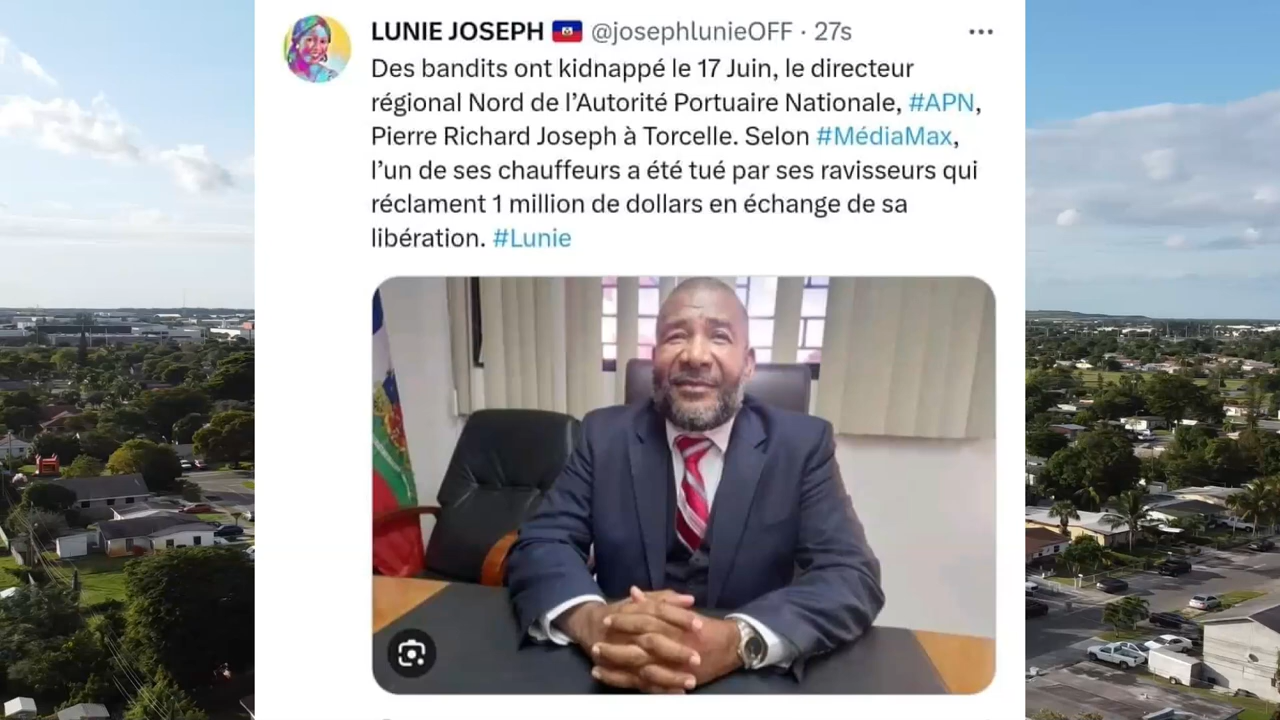 LUNIE JOSEPH 🇭🇹 @josephlunieOFF · 27s
Des bandits ont kidnappé le 17 Juin, le directeur
régional Nord de l’Autorité Portuaire Nationale, #APN,
Pierre Richard Joseph à Torcelle. Selon #MédiaMax,
l’un de ses chauffeurs a été tué par ses ravisseurs qui
réclament 1 million de dollars en échange de sa
libération. #Lunie